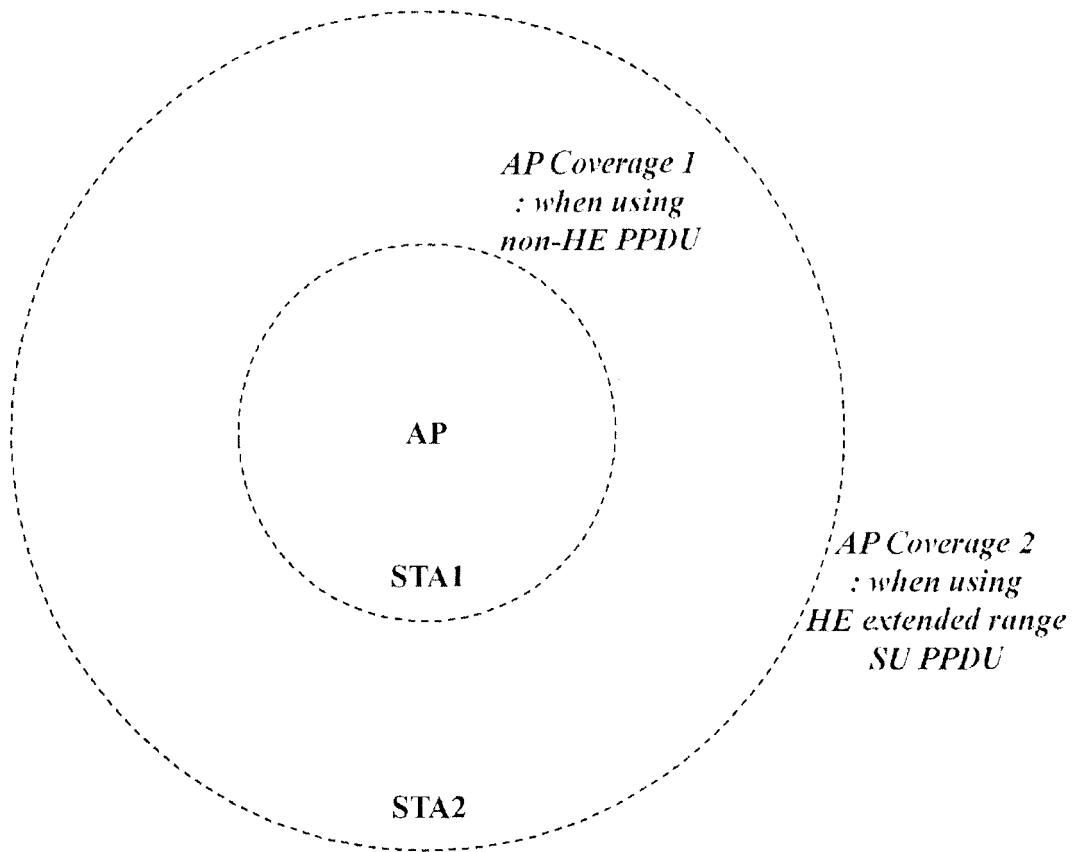 AP Coverage 1
: when using
non-HE PPDU
AP
STA1
AP Coverage 2
: when using
HE extended range
SU PPDU
STA2